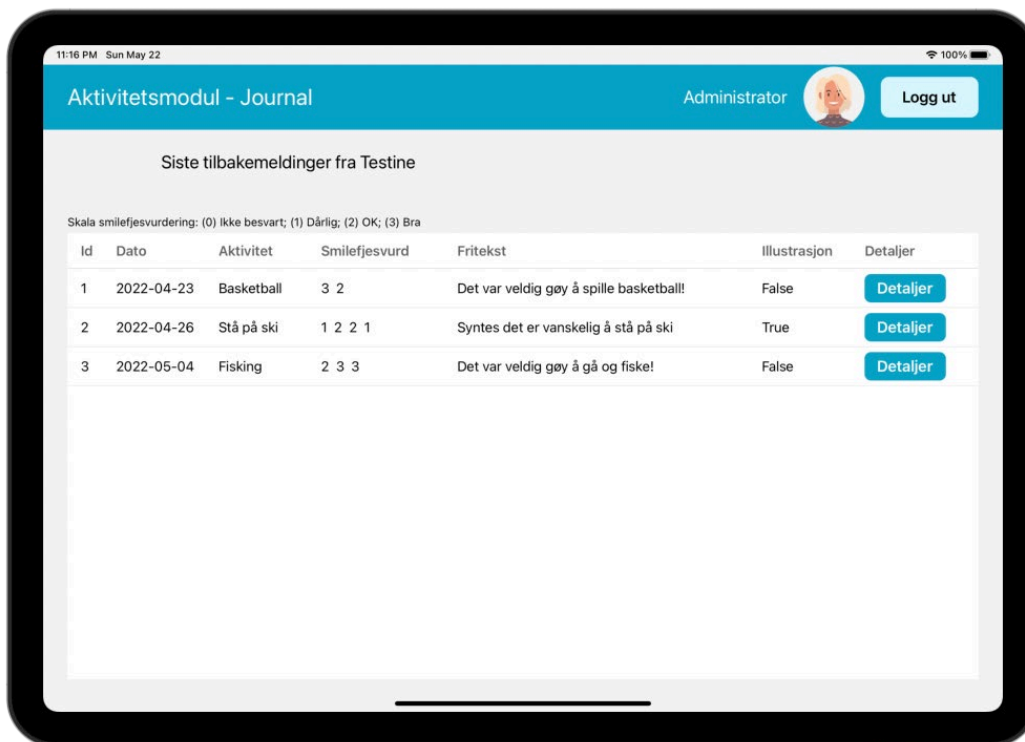 11:16 PM Sun May 22 100%
Aktivitetsmodul - Journal Administrator Logg ut
Siste tilbakemeldinger fra Testine
Skala smilefjesvurdering: (0) Ikke besvart; (1) Dårlig; (2) OK; (3) Bra
Id Dato Aktivitet Smilefjesvurd Fritekst Illustrasjon Detaljer
1 2022-04-23 Basketball 3 2 Det var veldig gøy å spille basketball! False Detaljer
2 2022-04-26 Stå på ski 1 2 2 1 Syntes det er vanskelig å stå på ski True Detaljer
3 2022-05-04 Fisking 2 3 3 Det var veldig gøy å gå og fiske! False Detaljer